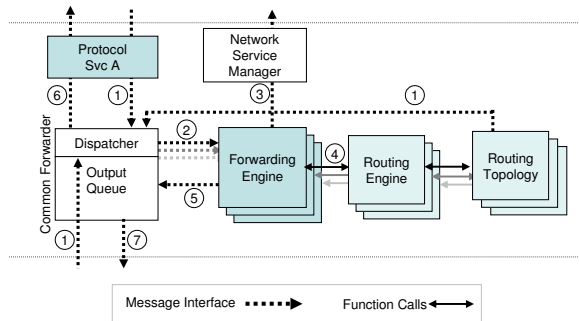 Protocol
Svc A
Network
Service
Manager
6
1
3
1
Common Forwarder
Dispatcher
2
Output
Queue
Forwarding
Engine
4
Routing
Engine
Routing
Topology
5
1
7
Message Interface
Function Calls